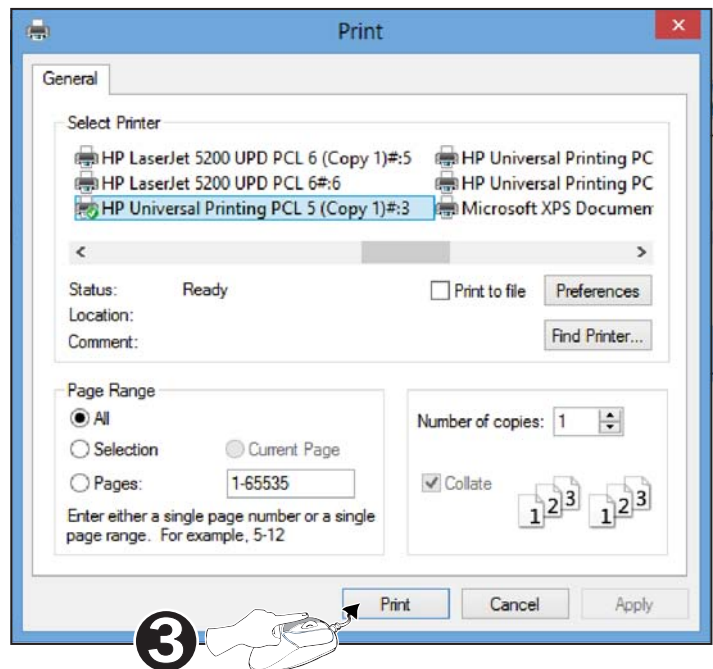 Print
General
Select Printer
HP LaserJet 5200 UPD PCL 6 (Copy 1)#:5 HP Universal Printing PC
HP LaserJet 5200 UPD PCL 6#:6 HP Universal Printing PC
HP Universal Printing PCL 5 (Copy 1)#:3 Microsoft XPS Documen
Status: Ready Print to file Preferences
Location:
Comment: Find Printer...
Page Range
All
Number of copies: 1
Selection Current Page
Pages: 1-65535 Collate
1 2 3 1 2 3
Enter either a single page number or a single
page range. For example, 5-12
Print Cancel Apply
3